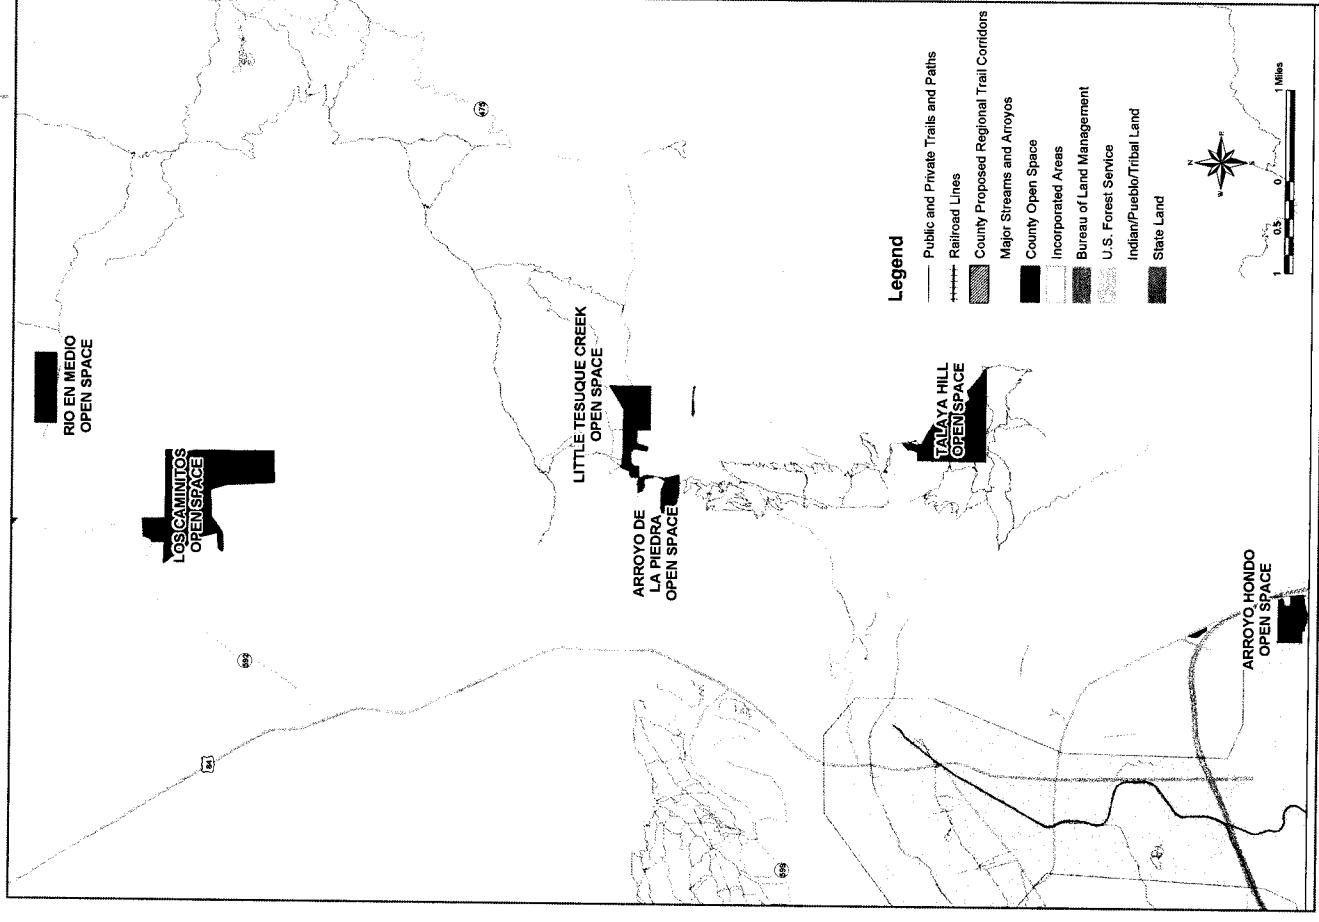 RIO EN MEDIO
OPEN SPACE
LOS CAMINITOS
OPEN SPACE
LITTLE TESUQUE CREEK
OPEN SPACE
ARROYO DE
LA PIEDRA
OPEN SPACE
TALAYA HILL
OPEN SPACE
ARROYO HONDO
OPEN SPACE
475
592
84
599
Legend
Public and Private Trails and Paths
Railroad Lines
County Proposed Regional Trail Corridors
Major Streams and Arroyos
County Open Space
Incorporated Areas
Bureau of Land Management
U.S. Forest Service
Indian/Pueblo/Tribal Land
State Land
N
W
E
S
1
0.5
0
1 Miles